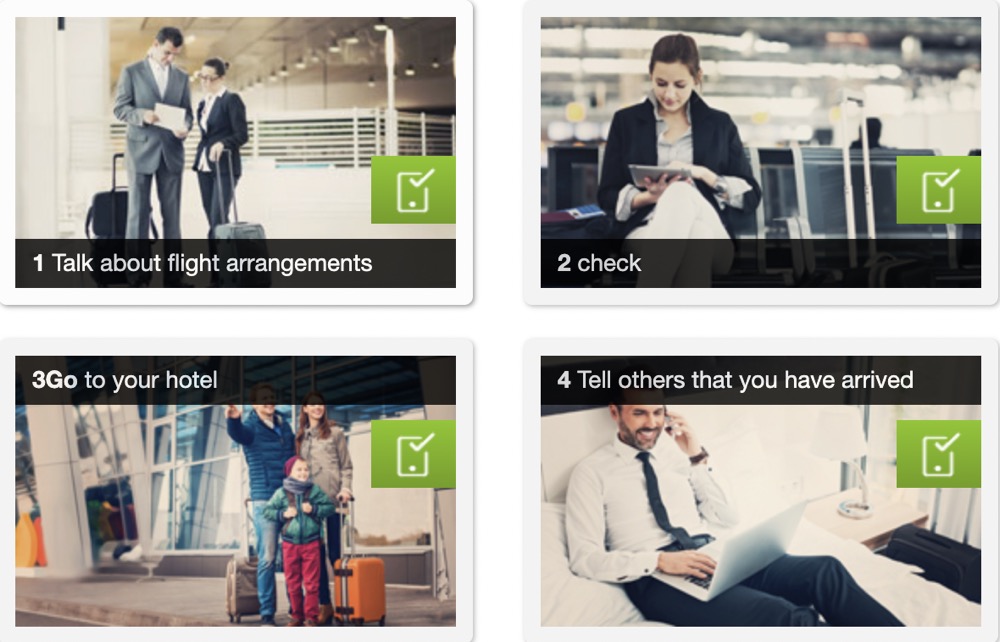 1 Talk about flight arrangements
2 check
3Go to your hotel
4 Tell others that you have arrived